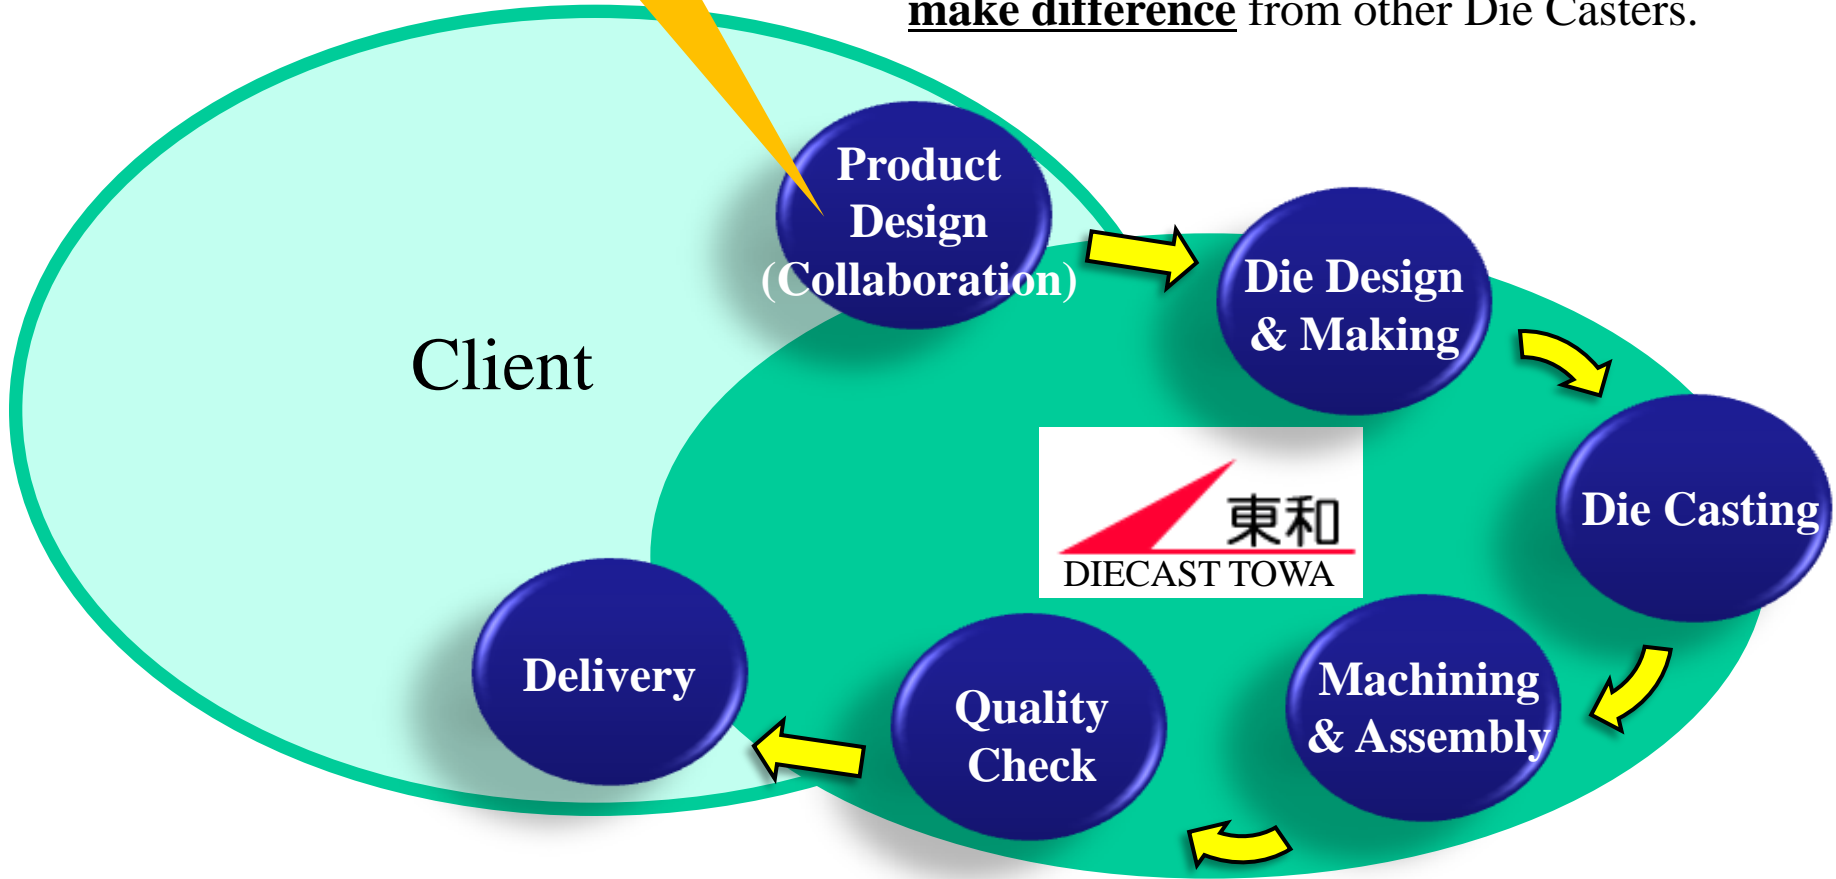 make difference from other Die Casters.
Product
Design
(Collaboration)
Die Design
& Making
Client
Die Casting
東和
DIECAST TOWA
Machining
& Assembly
Quality
Check
Delivery